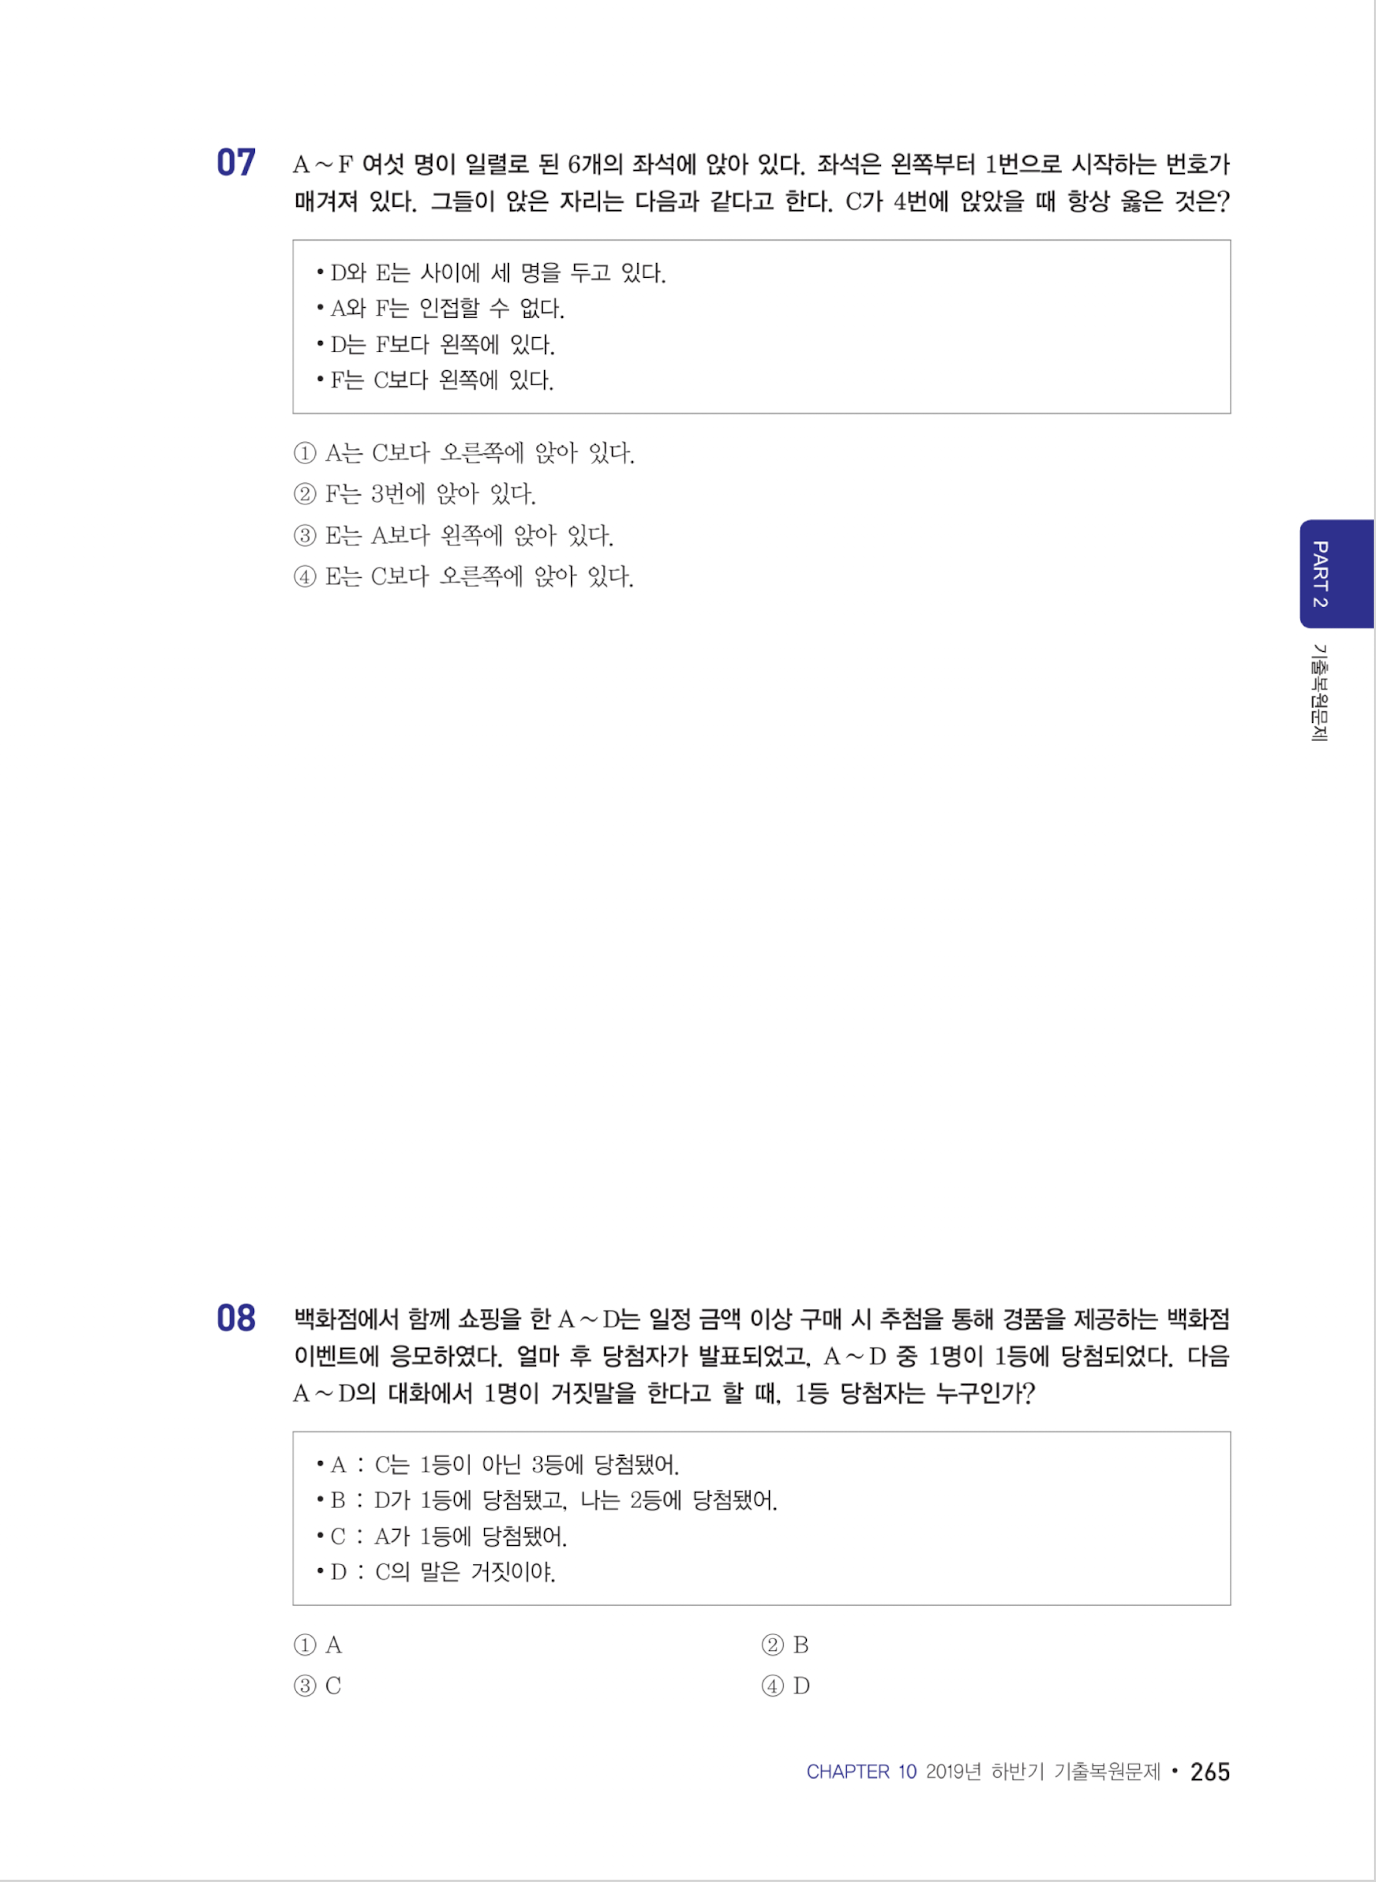 07
A ~ F 여섯 명이 일렬로 된 6개의 좌석에 앉아 있다. 좌석은 왼쪽부터 1번으로 시작하는 번호가
매겨져 있다. 그들이 앉은 자리는 다음과 같다고 한다. C가 4번에 앉았을 때 항상 옳은 것은?
• D와 E는 사이에 세 명을 두고 있다.
• A와 F는 인접할 수 없다.
• D는 F보다 왼쪽에 있다.
• F는 C보다 왼쪽에 있다.
① A는 C보다 오른쪽에 앉아 있다.
② F는 3번에 앉아 있다.
③ E는 A보다 왼쪽에 앉아 있다.
④ E는 C보다 오른쪽에 앉아 있다.
PART 2
기출복원문제
08
백화점에서 함께 쇼핑을 한 A ~ D는 일정 금액 이상 구매 시 추첨을 통해 경품을 제공하는 백화점
이벤트에 응모하였다. 얼마 후 당첨자가 발표되었고, A ~ D 중 1명이 1등에 당첨되었다. 다음
A ~ D의 대화에서 1명이 거짓말을 한다고 할 때, 1등 당첨자는 누구인가?
• A : C는 1등이 아닌 3등에 당첨됐어.
• B : D가 1등에 당첨됐고, 나는 2등에 당첨됐어.
• C : A가 1등에 당첨됐어.
• D : C의 말은 거짓이야.
① A ② B
③ C ④ D
CHAPTER 10 2019년 하반기 기출복원문제 • 265